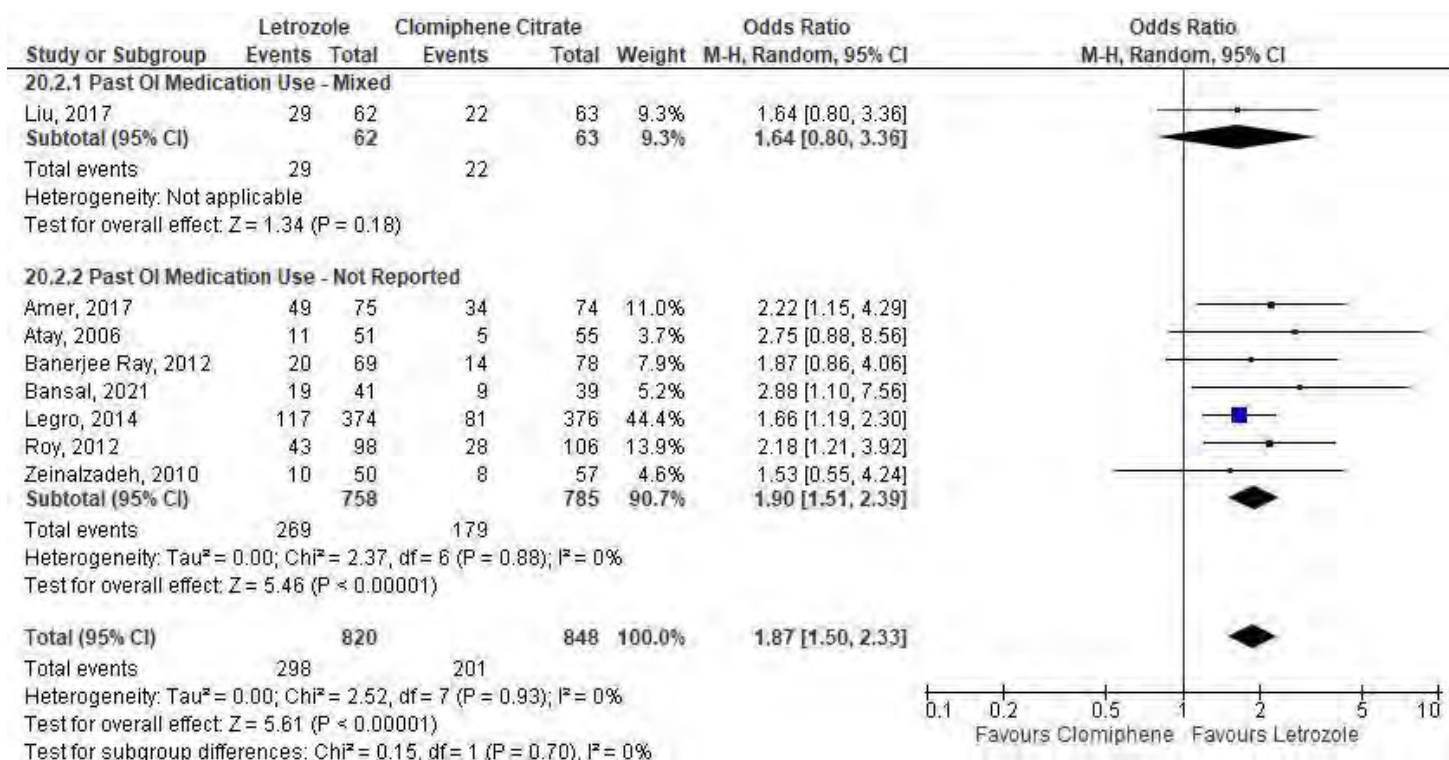 Letrozole Clomiphene Citrate Odds Ratio Odds Ratio
Study or Subgroup Events Total Events Total Weight M-H, Random, 95% CI M-H, Random, 95% CI
20.2.1 Past OI Medication Use - Mixed
Liu, 2017 29 62 22 63 9.3% 1.64 [0.80, 3.36]
Subtotal (95% CI) 62 63 9.3% 1.64 [0.80, 3.36]
Total events 29 22
Heterogeneity: Not applicable
Test for overall effect: Z = 1.34 (P = 0.18)
20.2.2 Past OI Medication Use - Not Reported
Amer, 2017 49 75 34 74 11.0% 2.22 [1.15, 4.29]
Atay, 2006 11 51 5 55 3.7% 2.75 [0.88, 8.56]
Banerjee Ray, 2012 20 69 14 78 7.9% 1.87 [0.86, 4.06]
Bansal, 2021 19 41 9 39 5.2% 2.88 [1.10, 7.56]
Legro, 2014 117 374 81 376 44.4% 1.66 [1.19, 2.30]
Roy, 2012 43 98 28 106 13.9% 2.18 [1.21, 3.92]
Zeinalzadeh, 2010 10 50 8 57 4.6% 1.53 [0.55, 4.24]
Subtotal (95% CI) 758 785 90.7% 1.90 [1.51, 2.39]
Total events 269 179
Heterogeneity: Tau² = 0.00; Chi² = 2.37, df = 6 (P = 0.88); I² = 0%
Test for overall effect: Z = 5.46 (P < 0.00001)
Total (95% CI) 820 848 100.0% 1.87 [1.50, 2.33]
Total events 298 201
Heterogeneity: Tau² = 0.00; Chi² = 2.52, df = 7 (P = 0.93); I² = 0%
Test for overall effect: Z = 5.61 (P < 0.00001)
Test for subgroup differences: Chi² = 0.15, df = 1 (P = 0.70), I² = 0%
0.1 0.2 0.5 1 2 5 10
Favours Clomiphene Favours Letrozole